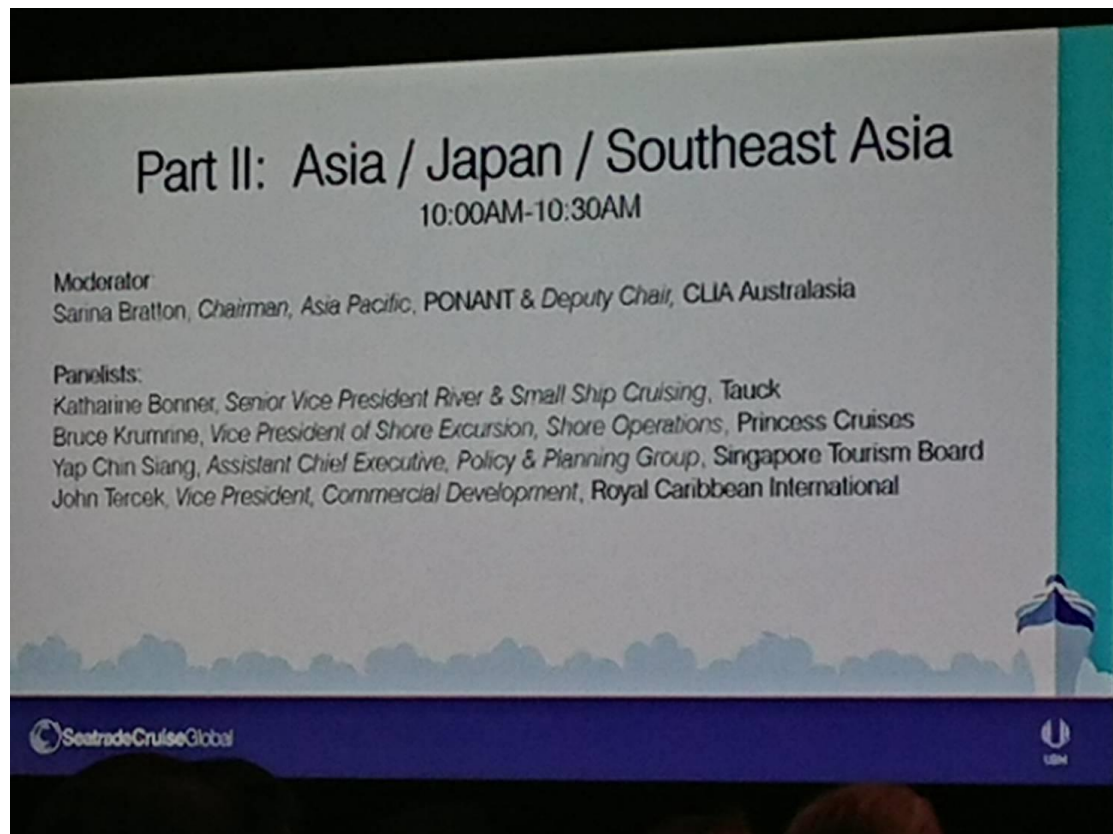 Part II: Asia / Japan / Southeast Asia
10:00AM-10:30AM
Moderator:
Sarina Bratton, Chairman, Asia Pacific, PONANT & Deputy Chair, CLIA Australasia
Panelists:
Katharine Bonner, Senior Vice President River & Small Ship Cruising, Tauck
Bruce Krumrine, Vice President of Shore Excursion, Shore Operations, Princess Cruises
Yap Chin Siang, Assistant Chief Executive, Policy & Planning Group, Singapore Tourism Board
John Tercek, Vice President, Commercial Development, Royal Caribbean International
SeatradeCruiseGlobal
UBM